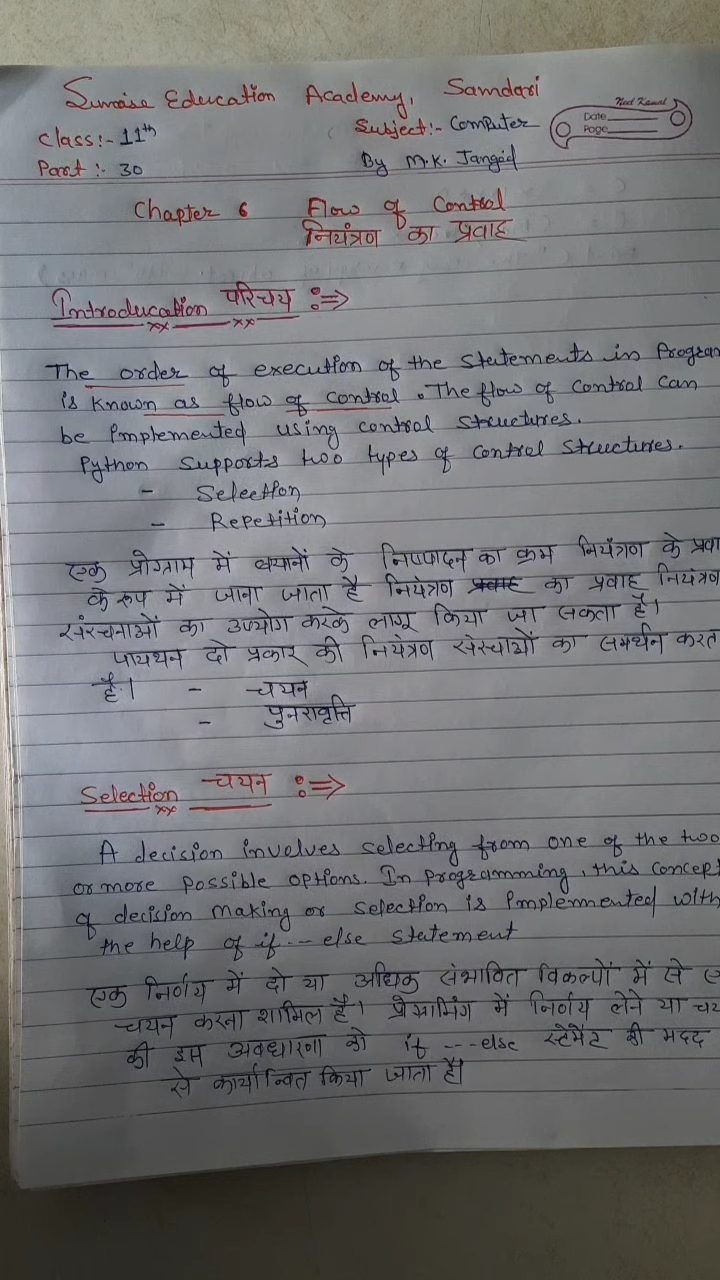 Sunrise Education Academy, Samdari
Neel Kamal
Date
Page
Class:- 11th Subject:- Computer
Part :- 30 By M.K. Jangid
Chapter 6 Flow of Control
नियंत्रण का प्रवाह
Introducation परिचय :⇒
The order of execution of the statements in Program
is known as flow of control. The flow of control can
be Implemented using control structures.
Python supports two types of control structures.
- Selection
- Repetition
एक प्रोग्राम में बयानों के निष्पादन का क्रम नियंत्रण के प्रवा
के रूप में जाना जाता है नियंत्रण का प्रवाह नियंत्रण
संरचनाओं का उपयोग करके लागू किया जा सकता है।
पायथन दो प्रकार की नियंत्रण संरचाओं का समर्थन करत
है। - चयन
- पुनरावृत्ति
Selection चयन :⇒
A decision involves selecting from one of the two
or more possible options. In programming, this concept
of decision making or selection is Implemented with
the help of if --- else statement
एक निर्णय में दो या अधिक संभावित विकल्पों में से ए
चयन करना शामिल है। प्रोग्रामिंग में निर्णय लेने या चय
की इस अवधारणा को if --- else स्टेमेंट की मदद
से कार्यान्वित किया जाता है।